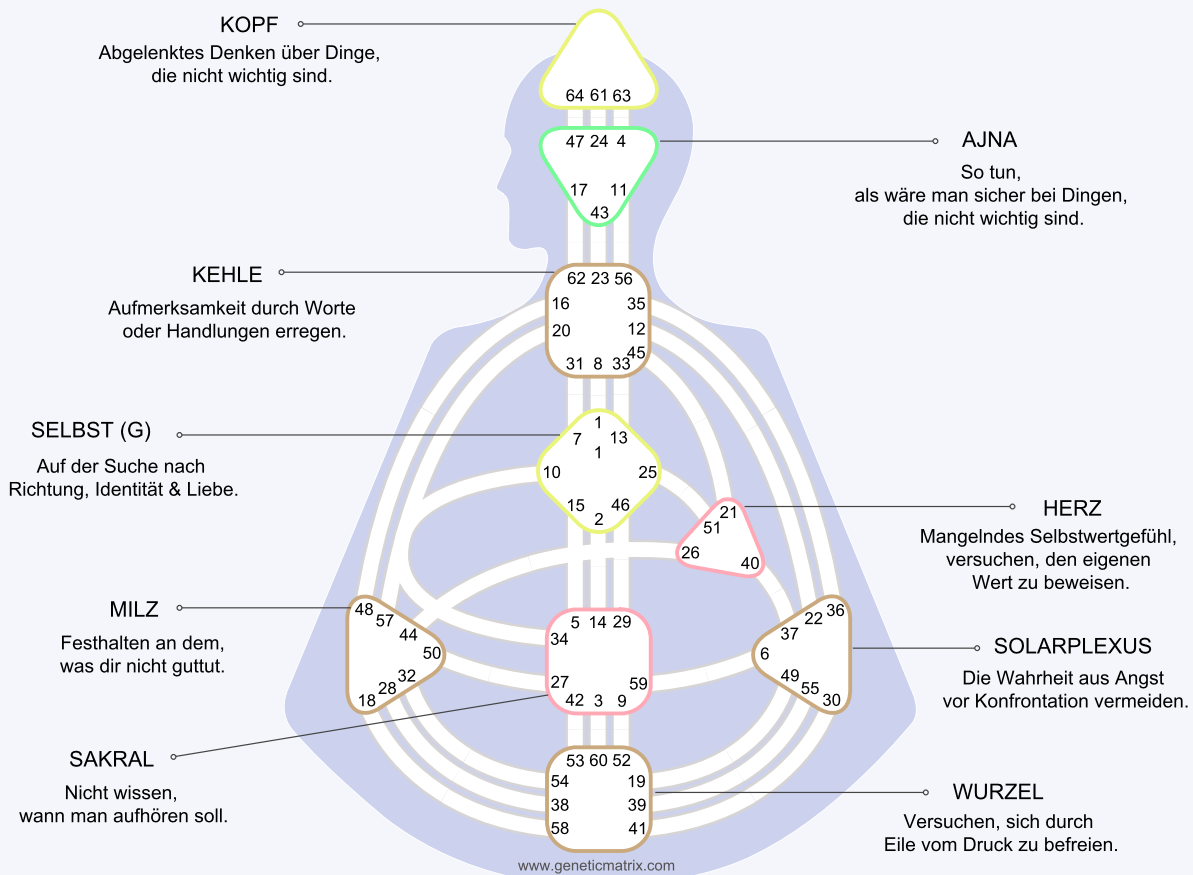 KOPF
Abgelenktes Denken über Dinge,
die nicht wichtig sind.
64 61 63
47 24 4
17 11
43
AJNA
So tun,
als wäre man sicher bei Dingen,
die nicht wichtig sind.
KEHLE
Aufmerksamkeit durch Worte
oder Handlungen erregen.
62 23 56
16 35
20 12
45
31 8 33
SELBST (G)
Auf der Suche nach
Richtung, Identität & Liebe.
1
7 13
1
10 25
15 46
2
HERZ
Mangelndes Selbstwertgefühl,
versuchen, den eigenen
Wert zu beweisen.
21
51
26 40
MILZ
Festhalten an dem,
was dir nicht guttut.
48
57
44
50
32
28
18
SOLARPLEXUS
Die Wahrheit aus Angst
vor Konfrontation vermeiden.
36
22
37
6
49
55
30
SAKRAL
Nicht wissen,
wann man aufhören soll.
5 14 29
34
27 59
42 3 9
WURZEL
Versuchen, sich durch
Eile vom Druck zu befreien.
53 60 52
54 19
38 39
58 41
www.geneticmatrix.com